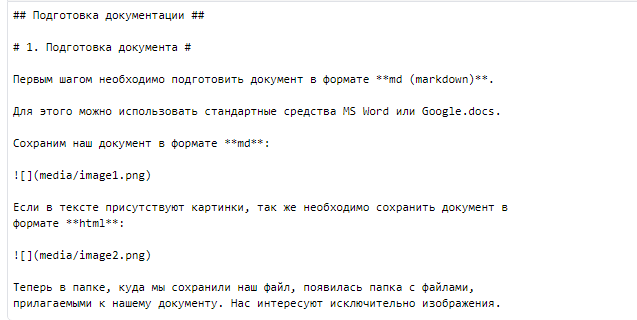 ## Подготовка документации ##
# 1. Подготовка документа #
Первым шагом необходимо подготовить документ в формате **md (markdown)**.
Для этого можно использовать стандартные средства MS Word или Google.docs.
Сохраним наш документ в формате **md**:
![](media/image1.png)
Если в тексте присутствуют картинки, так же необходимо сохранить документ в
формате **html**:
![](media/image2.png)
Теперь в папке, куда мы сохранили наш файл, появилась папка с файлами,
прилагаемыми к нашему документу. Нас интересуют исключительно изображения.